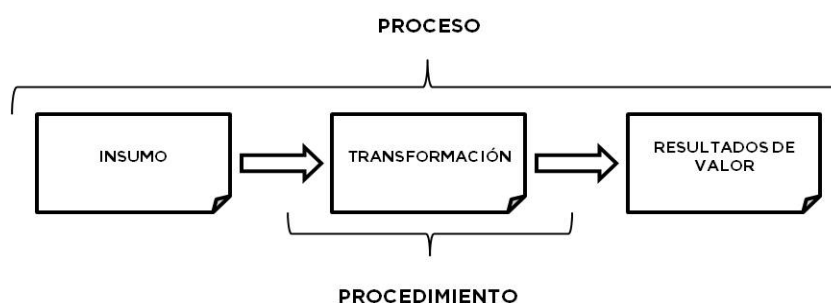 PROCESO
INSUMO
TRANSFORMACIÓN
RESULTADOS DE
VALOR
PROCEDIMIENTO